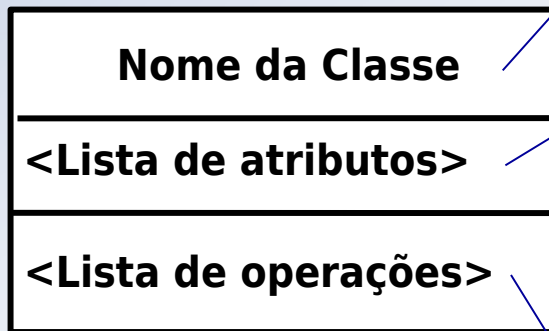 Nome da Classe
<Lista de atributos>
<Lista de operações>